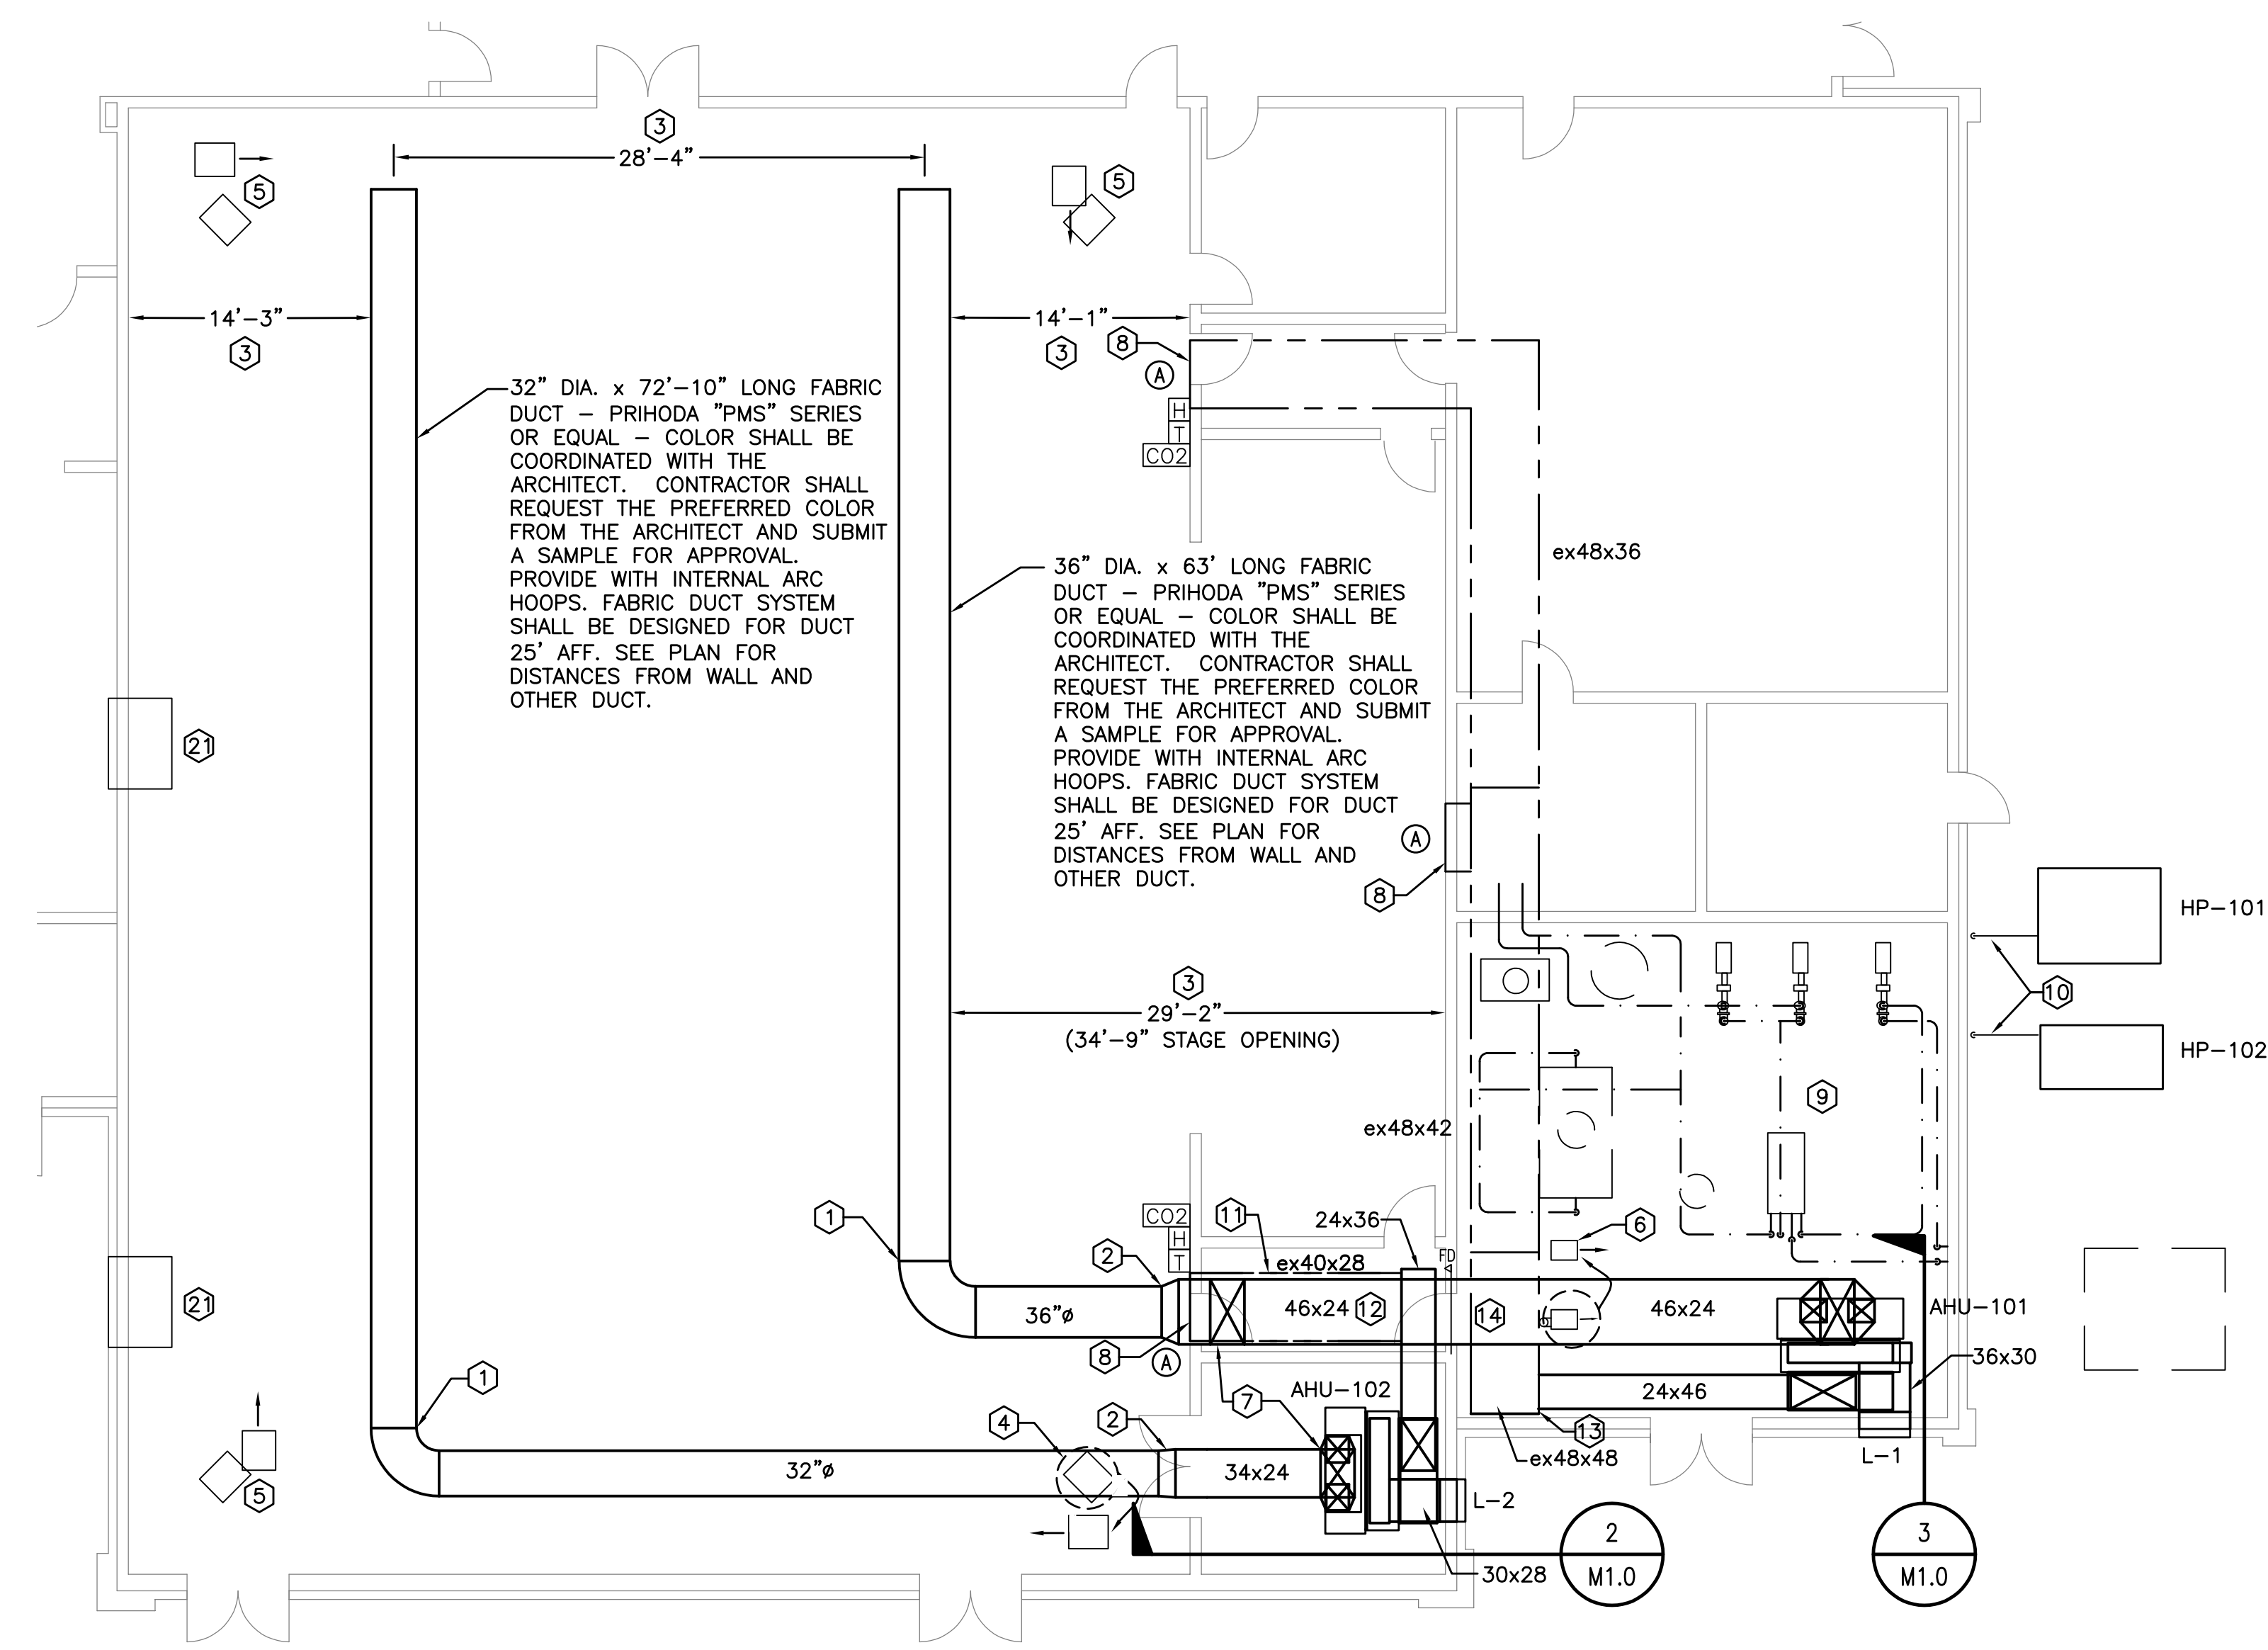 3
28'-4"
5
5
14'-3"
3
14'-1"
3
8
A
H
T
CO2
32" DIA. x 72'-10" LONG FABRIC
DUCT - PRIHODA "PMS" SERIES
OR EQUAL - COLOR SHALL BE
COORDINATED WITH THE
ARCHITECT. CONTRACTOR SHALL
REQUEST THE PREFERRED COLOR
FROM THE ARCHITECT AND SUBMIT
A SAMPLE FOR APPROVAL.
PROVIDE WITH INTERNAL ARC
HOOPS. FABRIC DUCT SYSTEM
SHALL BE DESIGNED FOR DUCT
25' AFF. SEE PLAN FOR
DISTANCES FROM WALL AND
OTHER DUCT.
36" DIA. x 63' LONG FABRIC
DUCT - PRIHODA "PMS" SERIES
OR EQUAL - COLOR SHALL BE
COORDINATED WITH THE
ARCHITECT. CONTRACTOR SHALL
REQUEST THE PREFERRED COLOR
FROM THE ARCHITECT AND SUBMIT
A SAMPLE FOR APPROVAL.
PROVIDE WITH INTERNAL ARC
HOOPS. FABRIC DUCT SYSTEM
SHALL BE DESIGNED FOR DUCT
25' AFF. SEE PLAN FOR
DISTANCES FROM WALL AND
OTHER DUCT.
ex48x36
21
A
8
HP-101
10
HP-102
3
29'-2"
(34'-9" STAGE OPENING)
9
ex48x42
1
CO2
H
T
11
24x36
6
2
FD
ex40x28
21
36"ø
46x24
12
14
46x24
AHU-101
8
A
36x30
1
7
AHU-102
24x46
4
2
13
ex48x48
L-1
32"ø
34x24
5
L-2
30x28
2
M1.0
3
M1.0